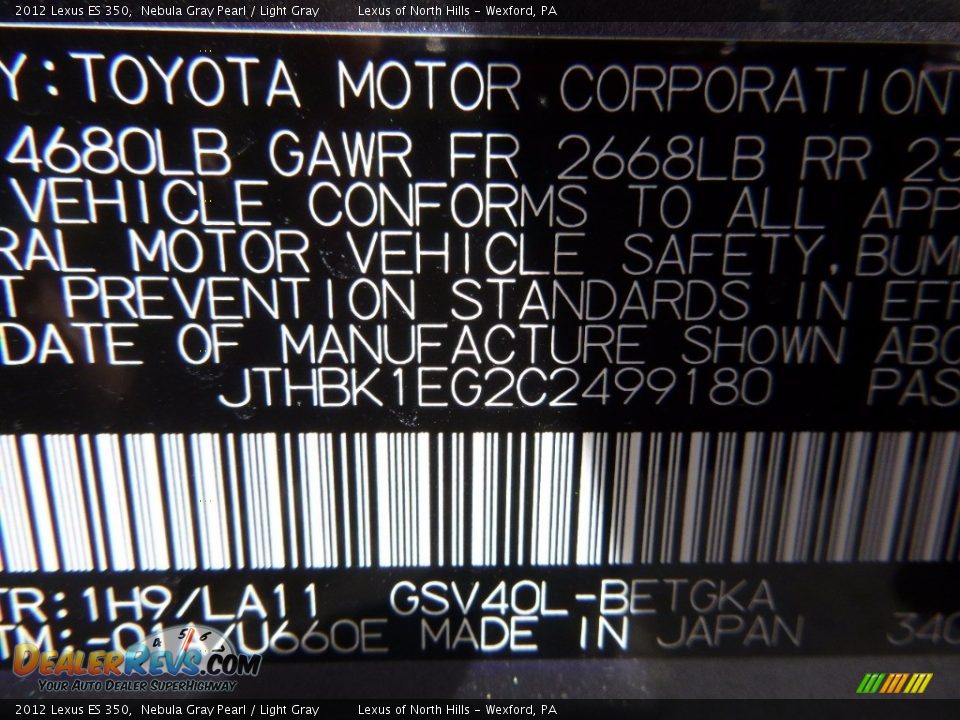 2012 Lexus ES 350, Nebula Gray Pearl / Light Gray Lexus of North Hills - Wexford, PA
Y:TOYOTA MOTOR CORPORATION
4680LB GAWR FR 2668LB RR 23
VEHICLE CONFORMS TO ALL APP
RAL MOTOR VEHICLE SAFETY, BUM
T PREVENTION STANDARDS IN EFF
DATE OF MANUFACTURE SHOWN ABO
JTHBK1EG2C2499180 PAS
TR:1H9/LA11 GSV40L-BETGKA
TM: U660E MADE IN JAPAN 340
DEALERREVS.COM
YOUR AUTO DEALER SUPERHIGHWAY
2012 Lexus ES 350, Nebula Gray Pearl / Light Gray Lexus of North Hills - Wexford, PA